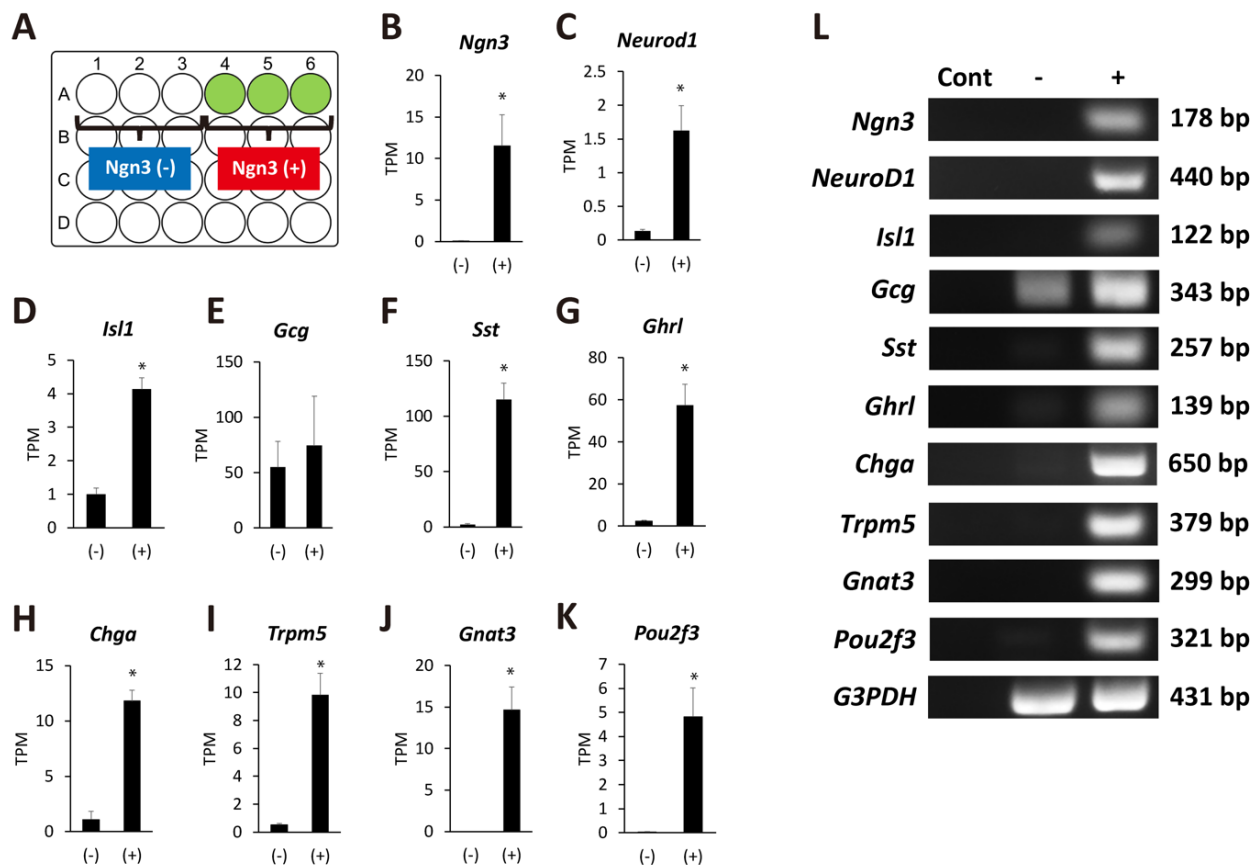 A
1 2 3 4 5 6
A
B
C
D
Ngn3 (-)
Ngn3 (+)
B
Ngn3
TPM
20
15
10
5
0
*
(-) (+)
C
Neurod1
TPM
2.5
2
1.5
1
0.5
0
*
(-) (+)
D
Isl1
TPM
5
4
3
2
1
0
*
(-) (+)
E
Gcg
TPM
150
100
50
0
(-) (+)
F
Sst
TPM
150
100
50
0
*
(-) (+)
G
Ghrl
TPM
80
60
40
20
0
*
(-) (+)
H
Chga
TPM
15
10
5
0
*
(-) (+)
I
Trpm5
TPM
12
10
8
6
4
2
0
*
(-) (+)
J
Gnat3
TPM
20
15
10
5
0
*
(-) (+)
K
Pou2f3
TPM
8
7
6
5
4
3
2
1
0
*
(-) (+)
L
Cont - +
Ngn3 178 bp
NeuroD1 440 bp
Isl1 122 bp
Gcg 343 bp
Sst 257 bp
Ghrl 139 bp
Chga 650 bp
Trpm5 379 bp
Gnat3 299 bp
Pou2f3 321 bp
G3PDH 431 bp